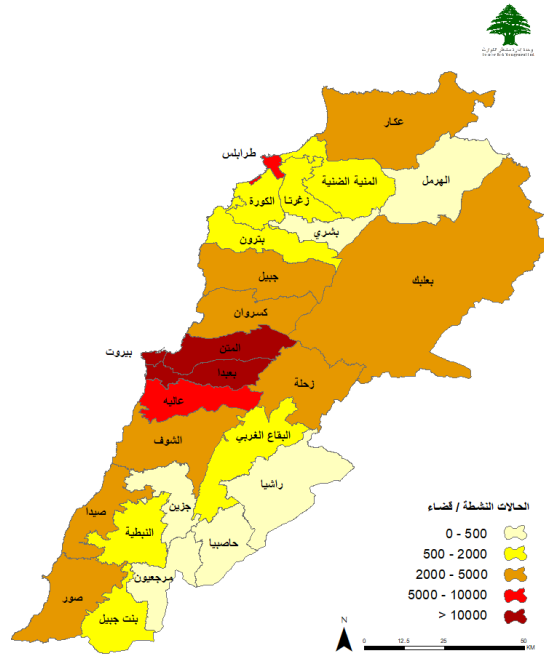 عكار
طرابلس
الهرمل
المنية الضنية
زغرتا
الكورة
بشري
بترون
بعلبك
جبيل
كسروان
المتن
بيروت
بعبدا
زحلة
عاليه
الشوف
البقاع الغربي
راشيا
جزين
صيدا
النبطية
حاصبيا
مرجعيون
صور
بنت جبيل
الحالات النشطة / قضاء
0 - 500
500 - 2000
2000 - 5000
5000 - 10000
> 10000
N
0 12.5 25 50
KM